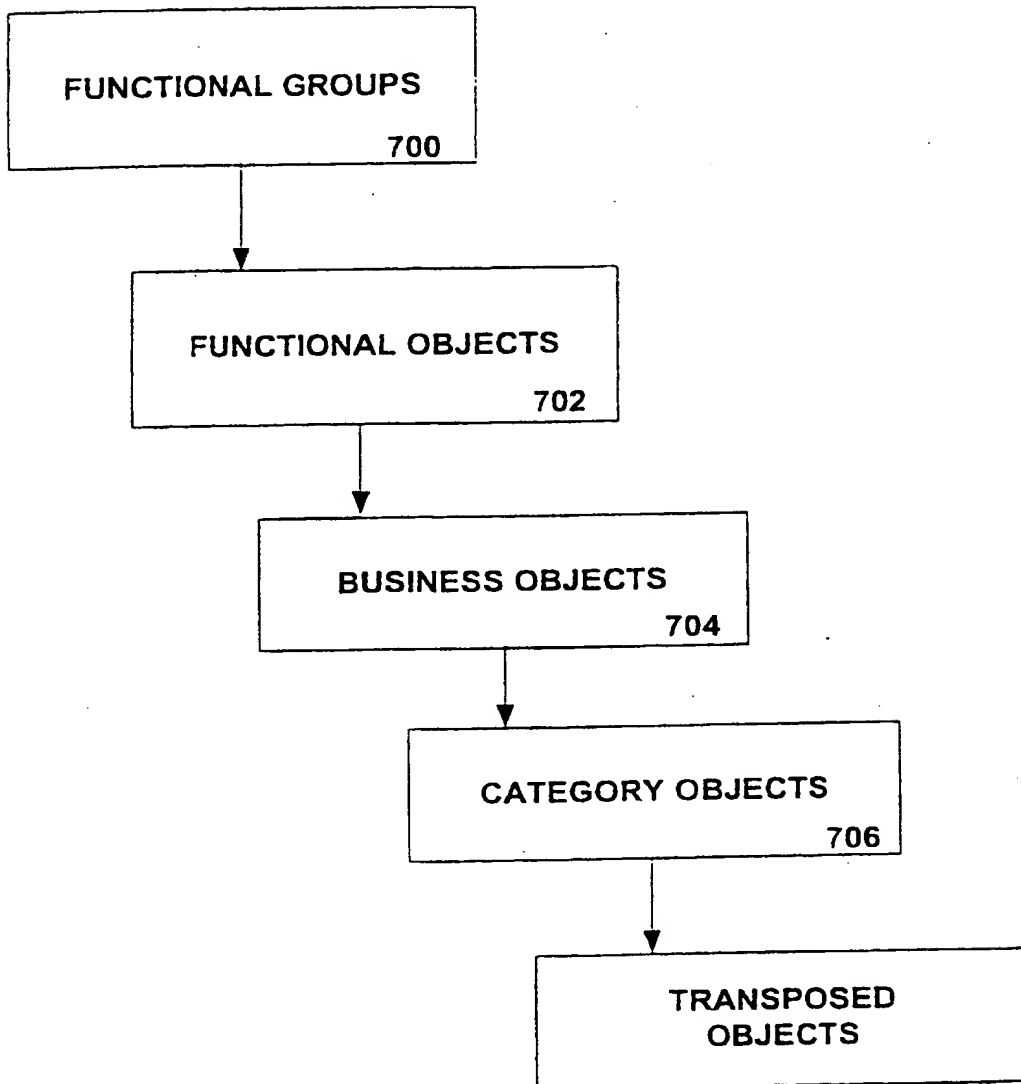 FUNCTIONAL GROUPS
700
FUNCTIONAL OBJECTS
702
BUSINESS OBJECTS
704
CATEGORY OBJECTS
706
TRANSPOSED
OBJECTS